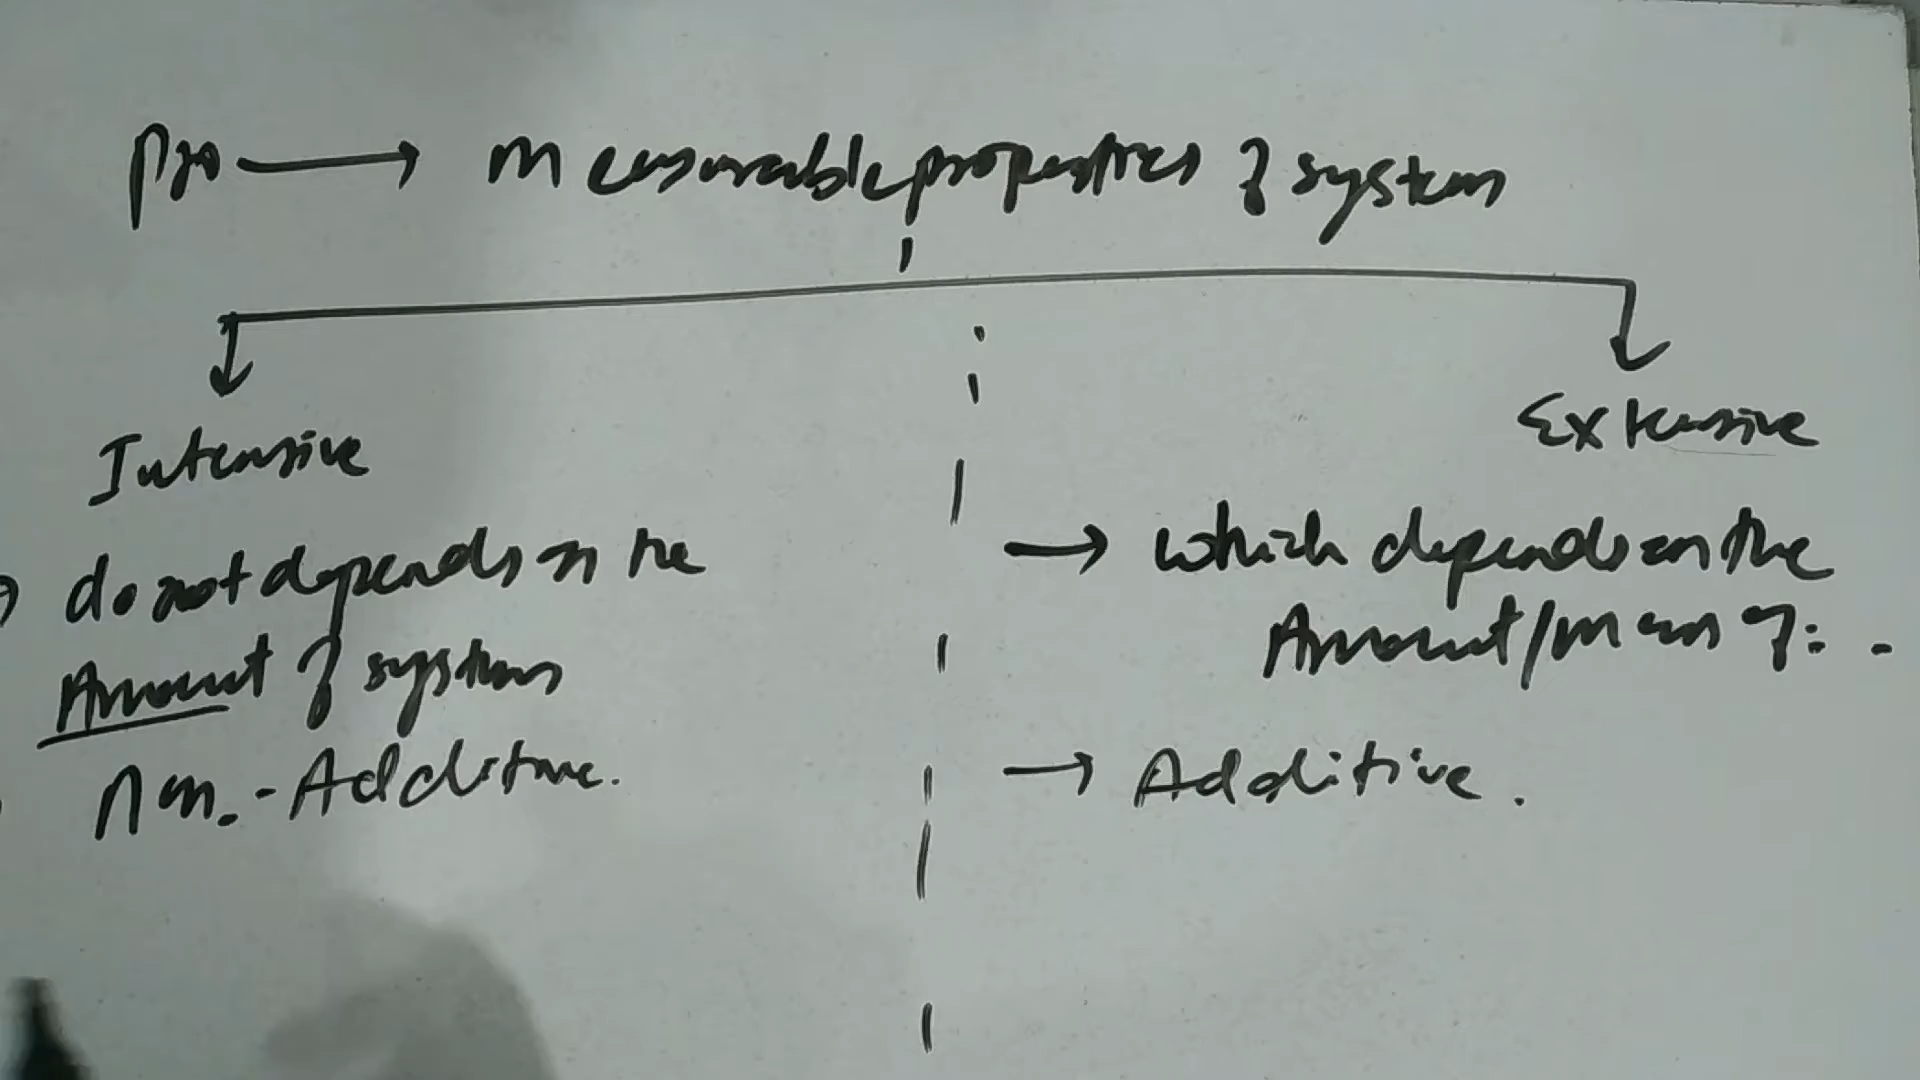 Pro → Measurable properties of system
Intensive
Extensive
do not depends on the
Amount of system
Non-Additive.
→ which depends on the
Amount/mass of: .
→ Additive.